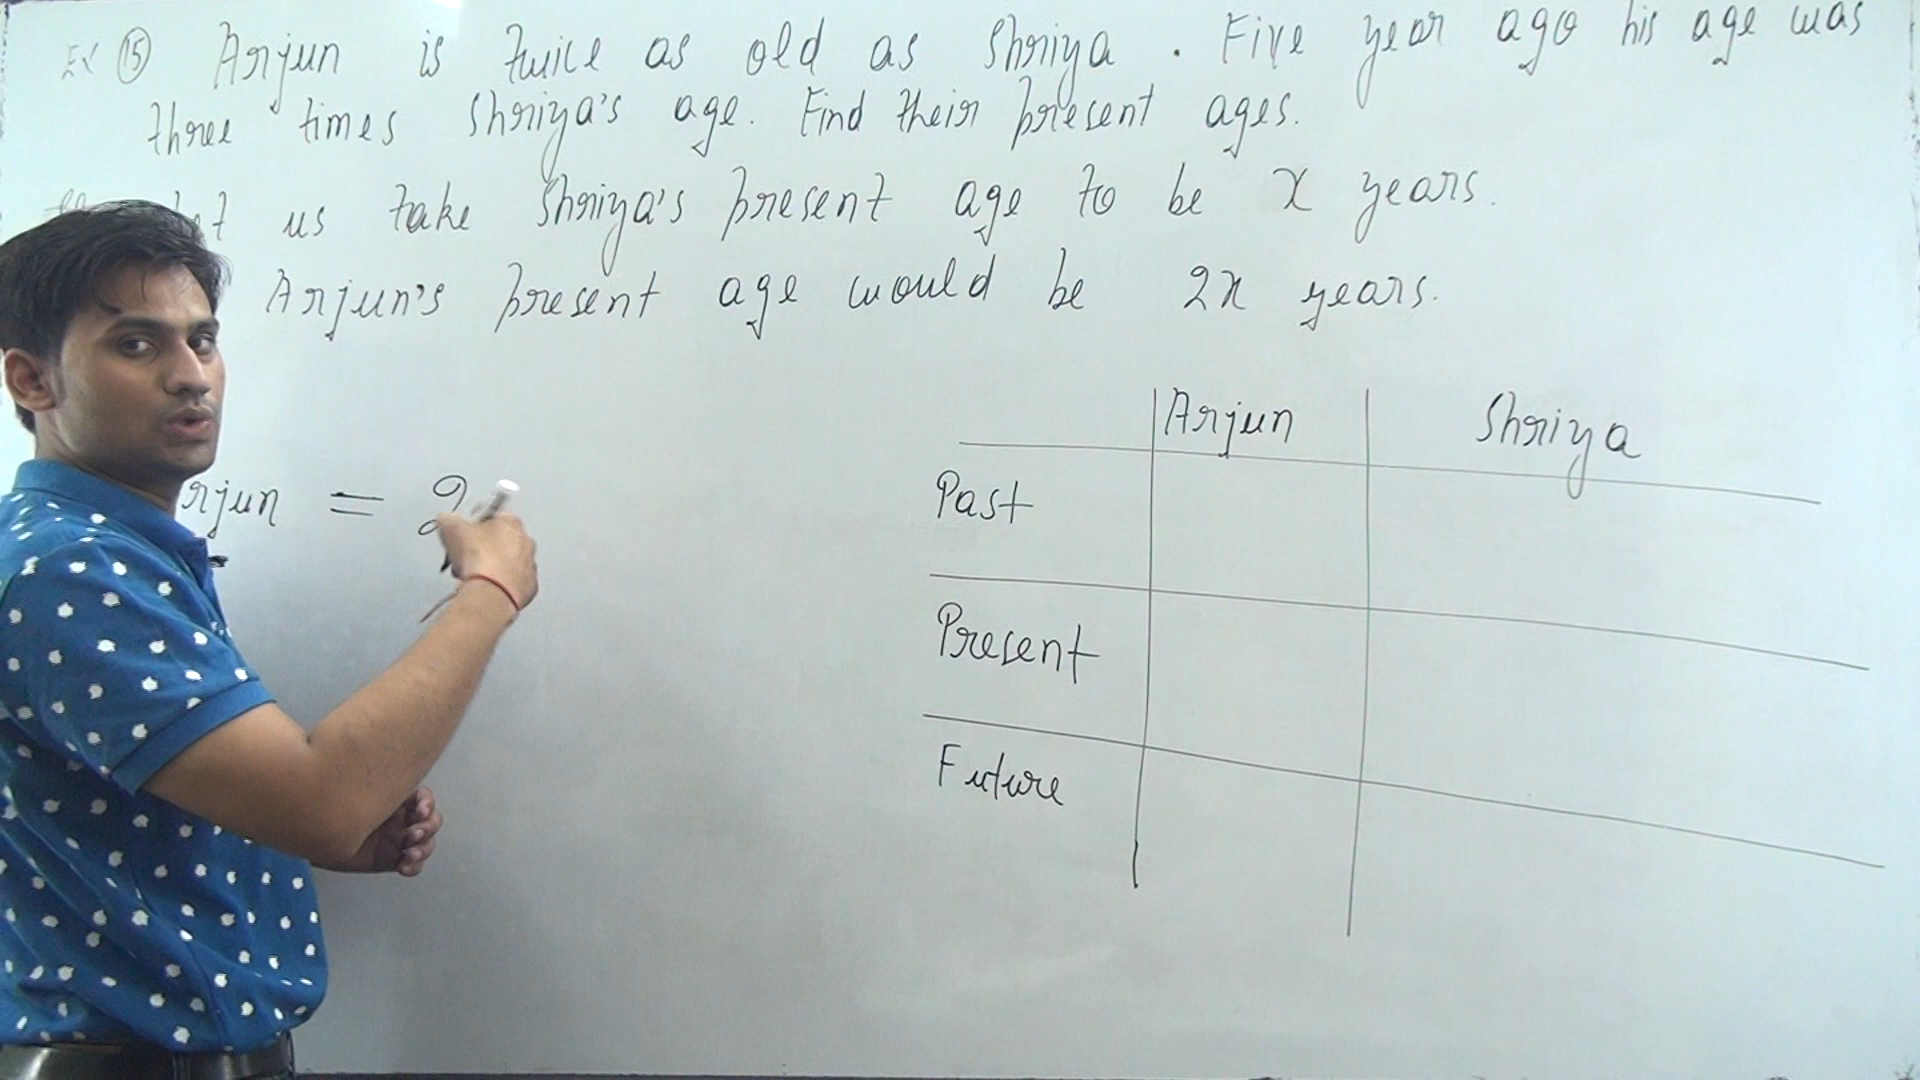 Ex 15 Arjun is twice as old as Shriya. Five year ago his age was
three times Shriya's age. Find their present ages.
us take Shriya's present age to be x years.
Arjun's present age would be 2x years.
Arjun Shriya
rjun = 2
Past
Present
Future